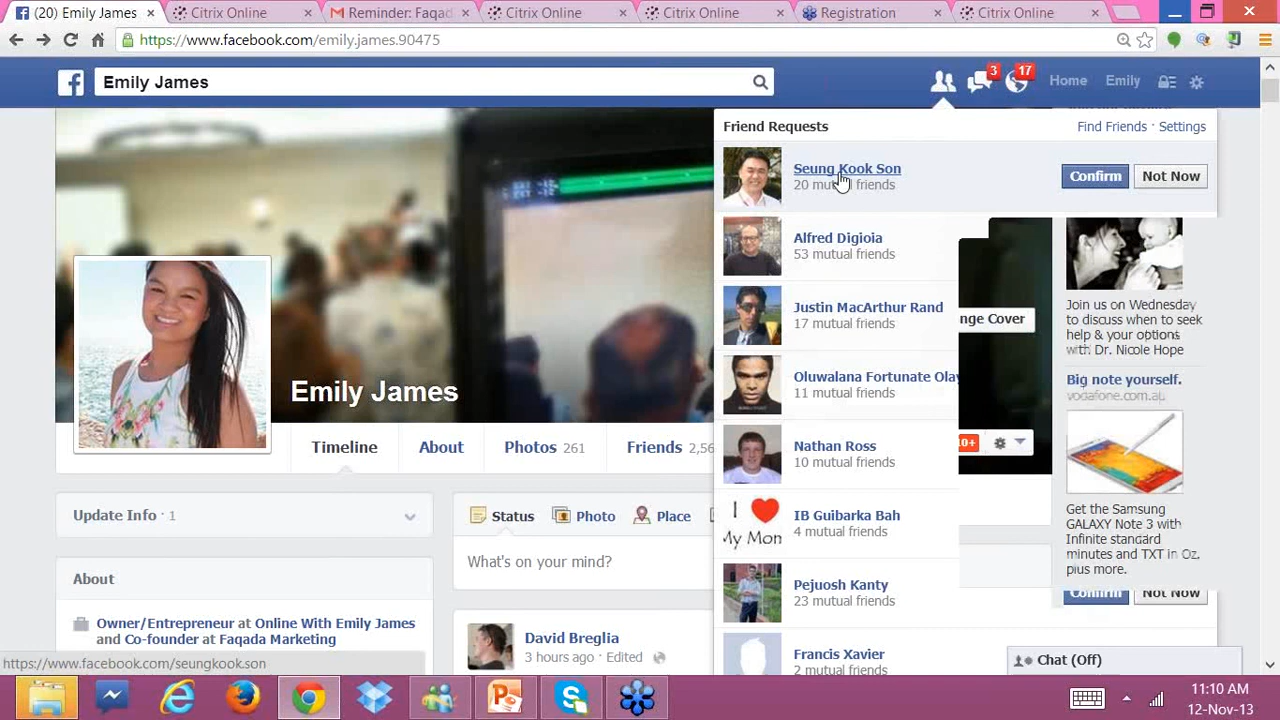 (20) Emily James
Citrix Online
Reminder: Faqad
Citrix Online
Citrix Online
Registration
Citrix Online
https://www.facebook.com/emily.james.90475
Emily James
3
17
Home
Emily
Friend Requests
Find Friends · Settings
Seung Kook Son
20 mutual friends
Confirm
Not Now
Alfred Digioia
53 mutual friends
Justin MacArthur Rand
17 mutual friends
Oluwalana Fortunate Olay
11 mutual friends
Nathan Ross
10 mutual friends
I
My Mom
IB Guibarka Bah
4 mutual friends
Pejuosh Kanty
23 mutual friends
Francis Xavier
2 mutual friends
nge Cover
10+
Join us on Wednesday
to discuss when to seek
help & your options
with Dr. Nicole Hope
Big note yourself.
vodafone.com.au
Get the Samsung
GALAXY Note 3 with
Infinite standard
minutes and TXT in Oz,
plus more.
Confirm
Not Now
Emily James
Timeline
About
Photos 261
Friends 2,56
Update Info · 1
Status
Photo
Place
What's on your mind?
About
Owner/Entrepreneur at Online With Emily James
and Co-founder at Faqada Marketing
David Breglia
3 hours ago · Edited
https://www.facebook.com/seungkook.son
Chat (Off)
11:10 AM
12-Nov-13